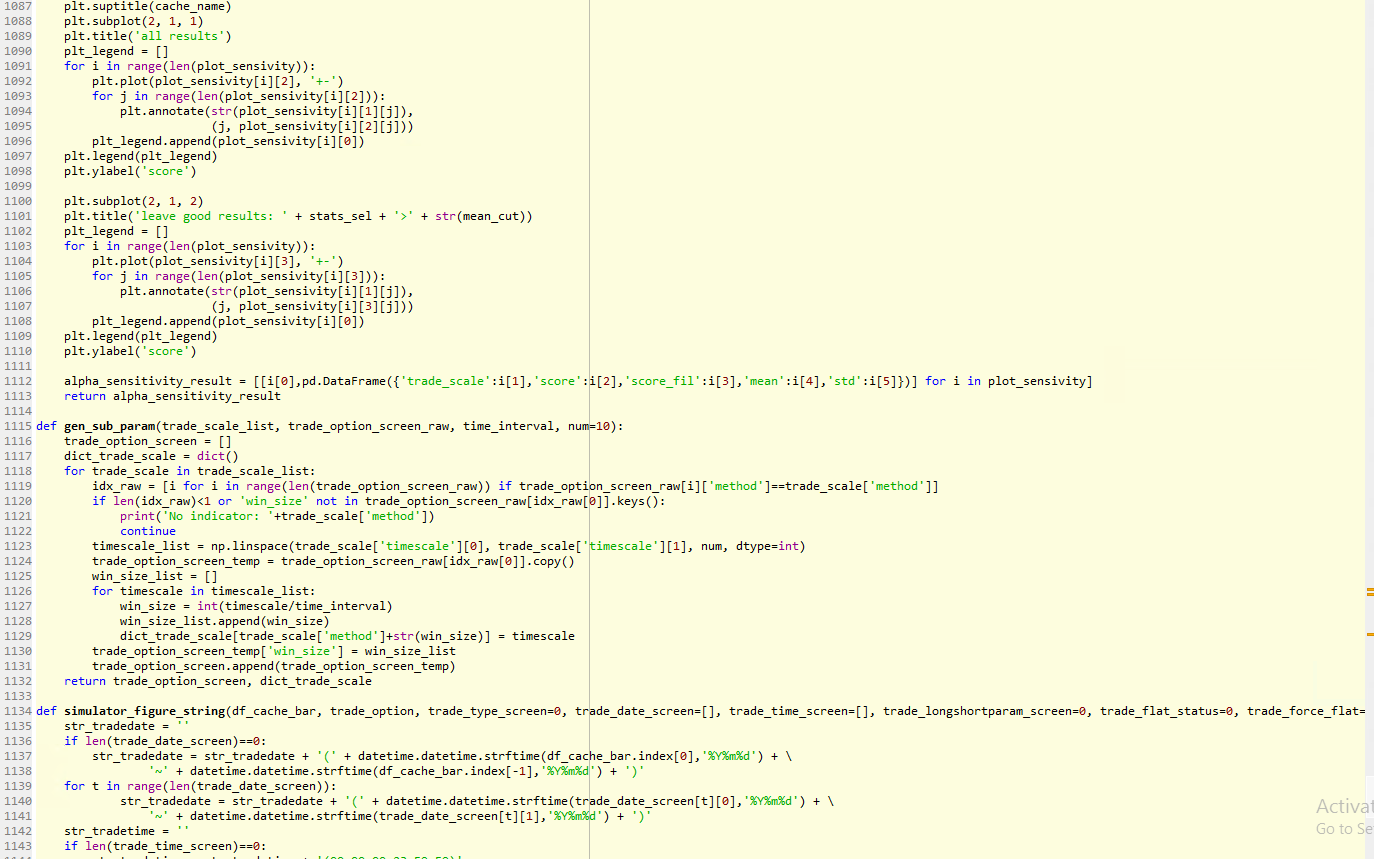 1087     plt.suptitle(cache_name)
1088     plt.subplot(2, 1, 1)
1089     plt.title('all results')
1090     plt_legend = []
1091     for i in range(len(plot_sensivity)):
1092         plt.plot(plot_sensivity[i][2], '+-')
1093         for j in range(len(plot_sensivity[i][2])):
1094             plt.annotate(str(plot_sensivity[i][1][j]),
1095                          (j, plot_sensivity[i][2][j]))
1096         plt_legend.append(plot_sensivity[i][0])
1097     plt.legend(plt_legend)
1098     plt.ylabel('score')
1099
1100     plt.subplot(2, 1, 2)
1101     plt.title('leave good results: ' + stats_sel + '>' + str(mean_cut))
1102     plt_legend = []
1103     for i in range(len(plot_sensivity)):
1104         plt.plot(plot_sensivity[i][3], '+-')
1105         for j in range(len(plot_sensivity[i][3])):
1106             plt.annotate(str(plot_sensivity[i][1][j]),
1107                          (j, plot_sensivity[i][3][j]))
1108         plt_legend.append(plot_sensivity[i][0])
1109     plt.legend(plt_legend)
1110     plt.ylabel('score')
1111
1112     alpha_sensitivity_result = [[i[0],pd.DataFrame({'trade_scale':i[1],'score':i[2],'score_fil':i[3],'mean':i[4],'std':i[5]})] for i in plot_sensivity]
1113     return alpha_sensitivity_result
1114
1115 def gen_sub_param(trade_scale_list, trade_option_screen_raw, time_interval, num=10):
1116     trade_option_screen = []
1117     dict_trade_scale = dict()
1118     for trade_scale in trade_scale_list:
1119         idx_raw = [i for i in range(len(trade_option_screen_raw)) if trade_option_screen_raw[i]['method']==trade_scale['method']]
1120         if len(idx_raw)<1 or 'win_size' not in trade_option_screen_raw[idx_raw[0]].keys():
1121             print('No indicator: '+trade_scale['method'])
1122             continue
1123         timescale_list = np.linspace(trade_scale['timescale'][0], trade_scale['timescale'][1], num, dtype=int)
1124         trade_option_screen_temp = trade_option_screen_raw[idx_raw[0]].copy()
1125         win_size_list = []
1126         for timescale in timescale_list:
1127             win_size = int(timescale/time_interval)
1128             win_size_list.append(win_size)
1129             dict_trade_scale[trade_scale['method']+str(win_size)] = timescale
1130         trade_option_screen_temp['win_size'] = win_size_list
1131         trade_option_screen.append(trade_option_screen_temp)
1132     return trade_option_screen, dict_trade_scale
1133
1134 def simulator_figure_string(df_cache_bar, trade_option, trade_type_screen=0, trade_date_screen=[], trade_time_screen=[], trade_longshortparam_screen=0, trade_flat_status=0, trade_force_flat=
1135     str_tradedate = ''
1136     if len(trade_date_screen)==0:
1137         str_tradedate = str_tradedate + '(' + datetime.datetime.strftime(df_cache_bar.index[0],'%Y%m%d') + \
1138                 '~' + datetime.datetime.strftime(df_cache_bar.index[-1],'%Y%m%d') + ')'
1139     for t in range(len(trade_date_screen)):
1140             str_tradedate = str_tradedate + '(' + datetime.datetime.strftime(trade_date_screen[t][0],'%Y%m%d') + \
1141                 '~' + datetime.datetime.strftime(trade_date_screen[t][1],'%Y%m%d') + ')'
1142     str_tradetime = ''
1143     if len(trade_time_screen)==0:
Activat
Go to Se